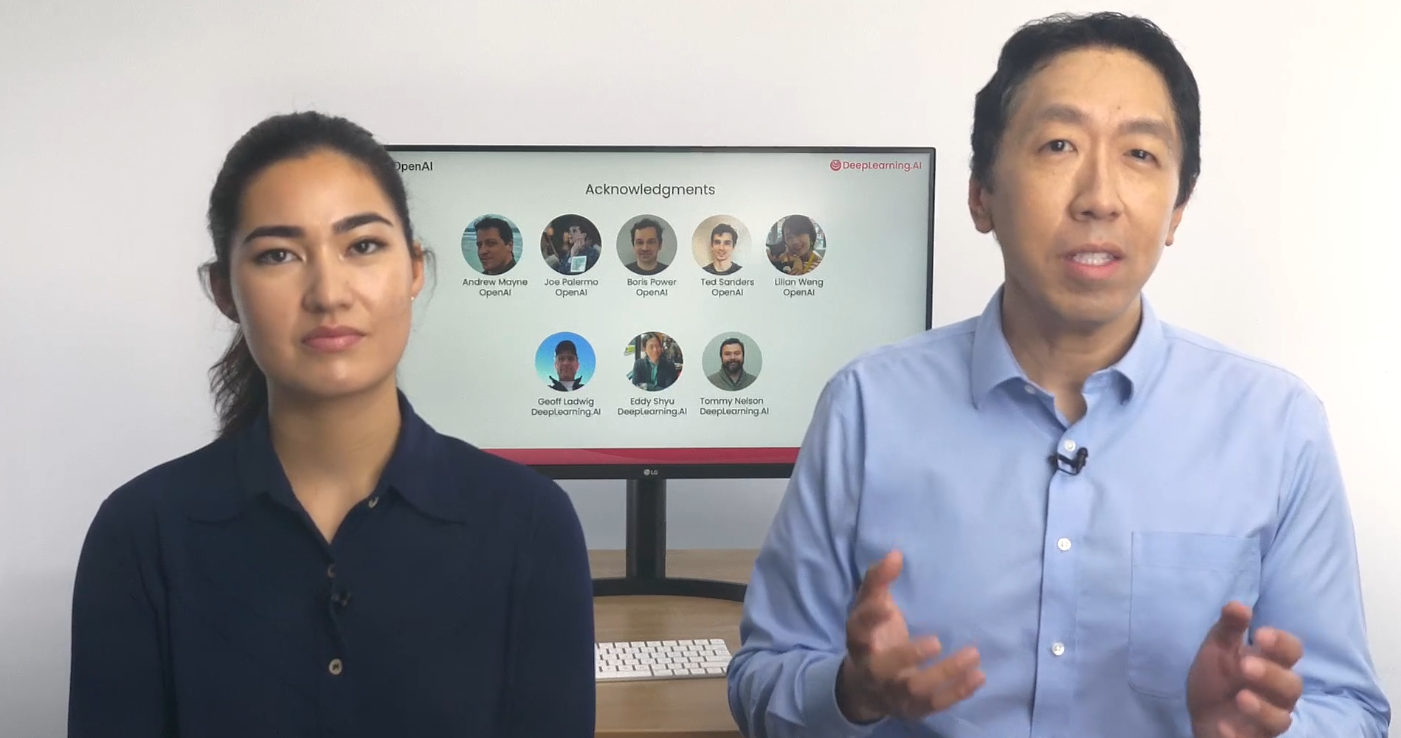 OpenAI
DeepLearning.AI
Acknowledgments
Andrew Mayne
OpenAI
Joe Palermo
OpenAI
Boris Power
OpenAI
Ted Sanders
OpenAI
Lilian Weng
OpenAI
Geoff Ladwig
DeepLearning.AI
Eddy Shyu
DeepLearning.AI
Tommy Nelson
DeepLearning.AI
LG